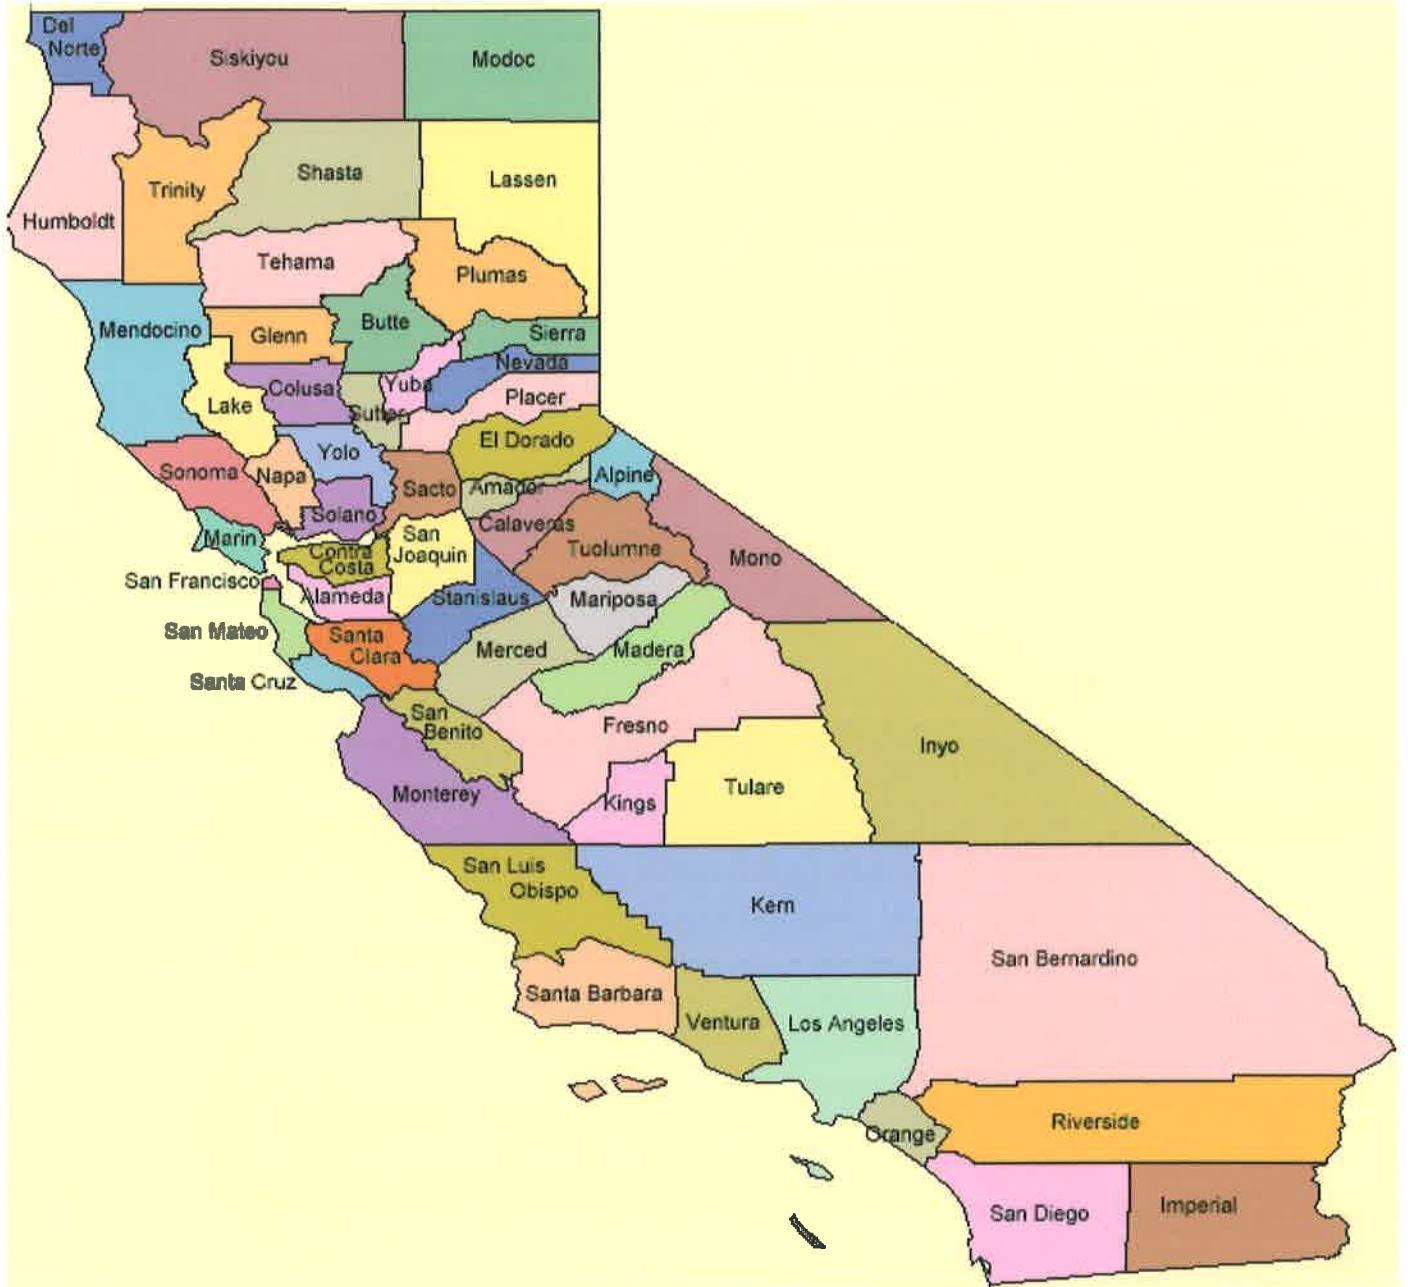 Del
Norte
Siskiyou
Modoc
Shasta
Lassen
Trinity
Humboldt
Tehama
Plumas
Mendocino
Glenn
Butte
Sierra
Nevada
Colusa
Yuba
Placer
Lake
Sutter
El Dorado
Yolo
Sonoma
Napa
Sacto
Amador
Alpine
Solano
Calaveras
Marin
San
Joaquin
Contra
Costa
Tuolumne
Mono
San Francisco
Alameda
Stanislaus
Mariposa
San Mateo
Santa
Clara
Merced
Madera
Santa Cruz
San
Benito
Fresno
Inyo
Monterey
Kings
Tulare
San Luis
Obispo
Kern
San Bernardino
Santa Barbara
Ventura
Los Angeles
Orange
Riverside
San Diego
Imperial